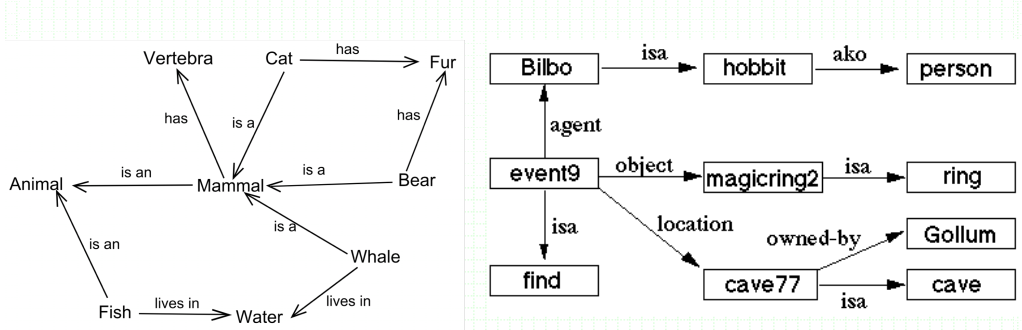 Vertebra
Cat
has
Fur
has
is a
has
Animal
is an
Mammal
is a
Bear
is an
is a
Whale
Fish
lives in
Water
lives in
Bilbo
isa
hobbit
ako
person
agent
event9
object
magicring2
isa
ring
isa
location
owned-by
Gollum
find
cave77
isa
cave